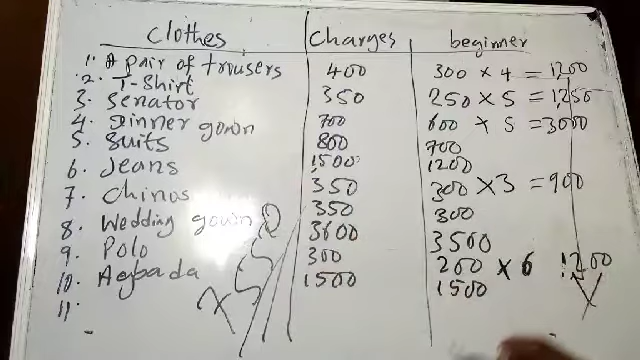 Clothes Charges beginner
1. A pair of trousers 400 300 × 4 = 1200
2. T-Shirt 350 250 × 5 = 1250
3. Senator 700 600 × 5 = 3000
4. Dinner gown 800 700
5. Suits 1500 1200
6. Jeans 350 300 × 3 = 900
7. Chinos 350 300
8. Wedding gown 3600 3500
9. Polo 300 200 × 6 1200
10. Agbada 1500 1500
11.